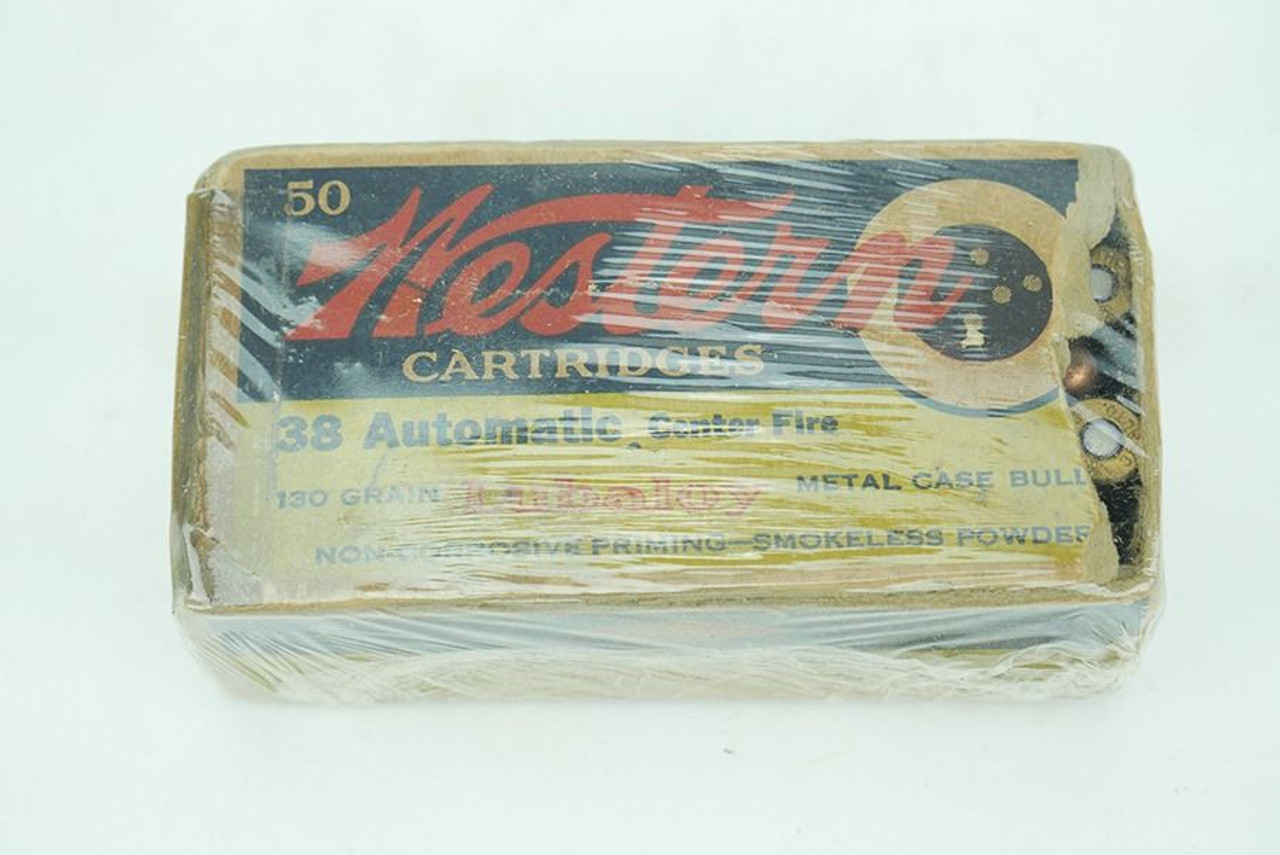 50
Western
CARTRIDGES
38 Automatic Center Fire
130 GRAIN Lubaloy METAL CASE BULL
NON-CORROSIVE PRIMING—SMOKELESS POWDER